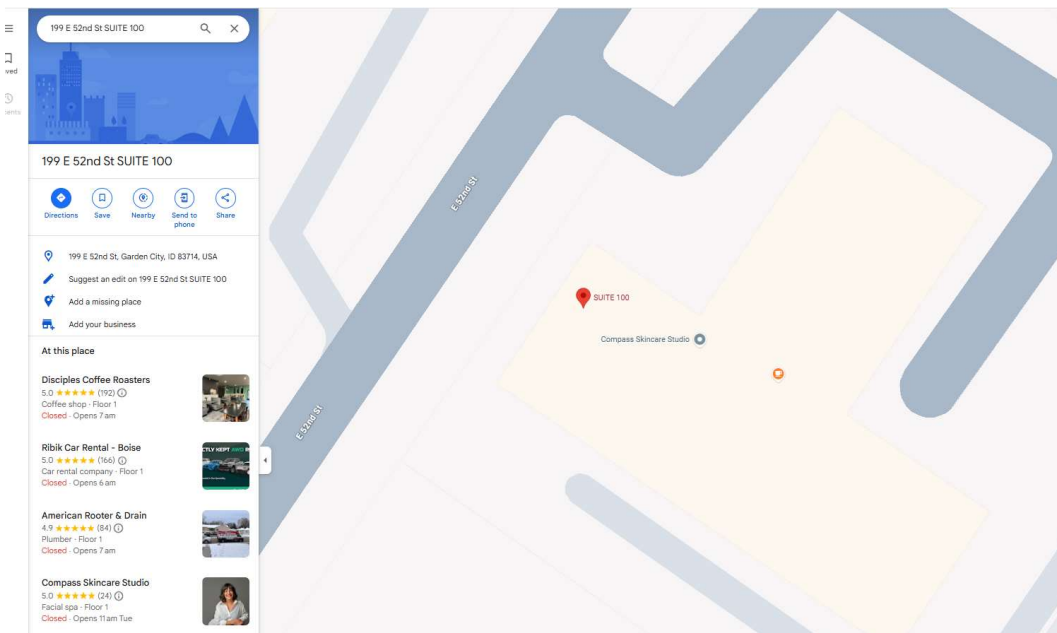 199 E 52nd St SUITE 100
199 E 52nd St SUITE 100
Directions
Save
Nearby
Send to
phone
Share
199 E 52nd St, Garden City, ID 83714, USA
Suggest an edit on 199 E 52nd St SUITE 100
Add a missing place
Add your business
At this place
Disciples Coffee Roasters
5.0 ★★★★★ (192)
Coffee shop · Floor 1
Closed · Opens 7 am
Ribik Car Rental - Boise
5.0 ★★★★★ (166)
Car rental company · Floor 1
Closed · Opens 6 am
American Rooter & Drain
4.9 ★★★★★ (84)
Plumber · Floor 1
Closed · Opens 7 am
Compass Skincare Studio
5.0 ★★★★★ (24)
Facial spa · Floor 1
Closed · Opens 11 am Tue
E 52nd St
SUITE 100
Compass Skincare Studio
E 52nd St